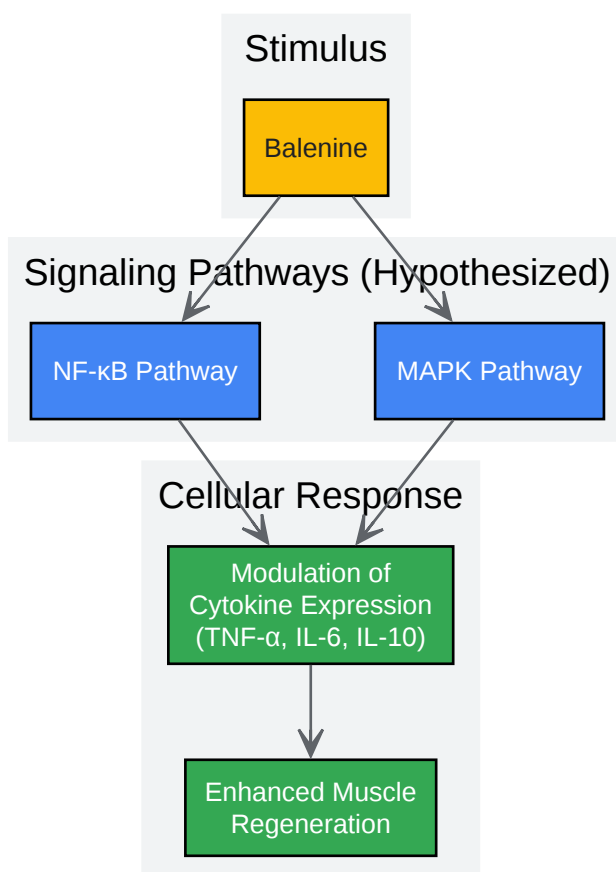 Stimulus
Balenine
Signaling Pathways (Hypothesized)
NF-κB Pathway
MAPK Pathway
Cellular Response
Modulation of
Cytokine Expression
(TNF-α, IL-6, IL-10)
Enhanced Muscle
Regeneration